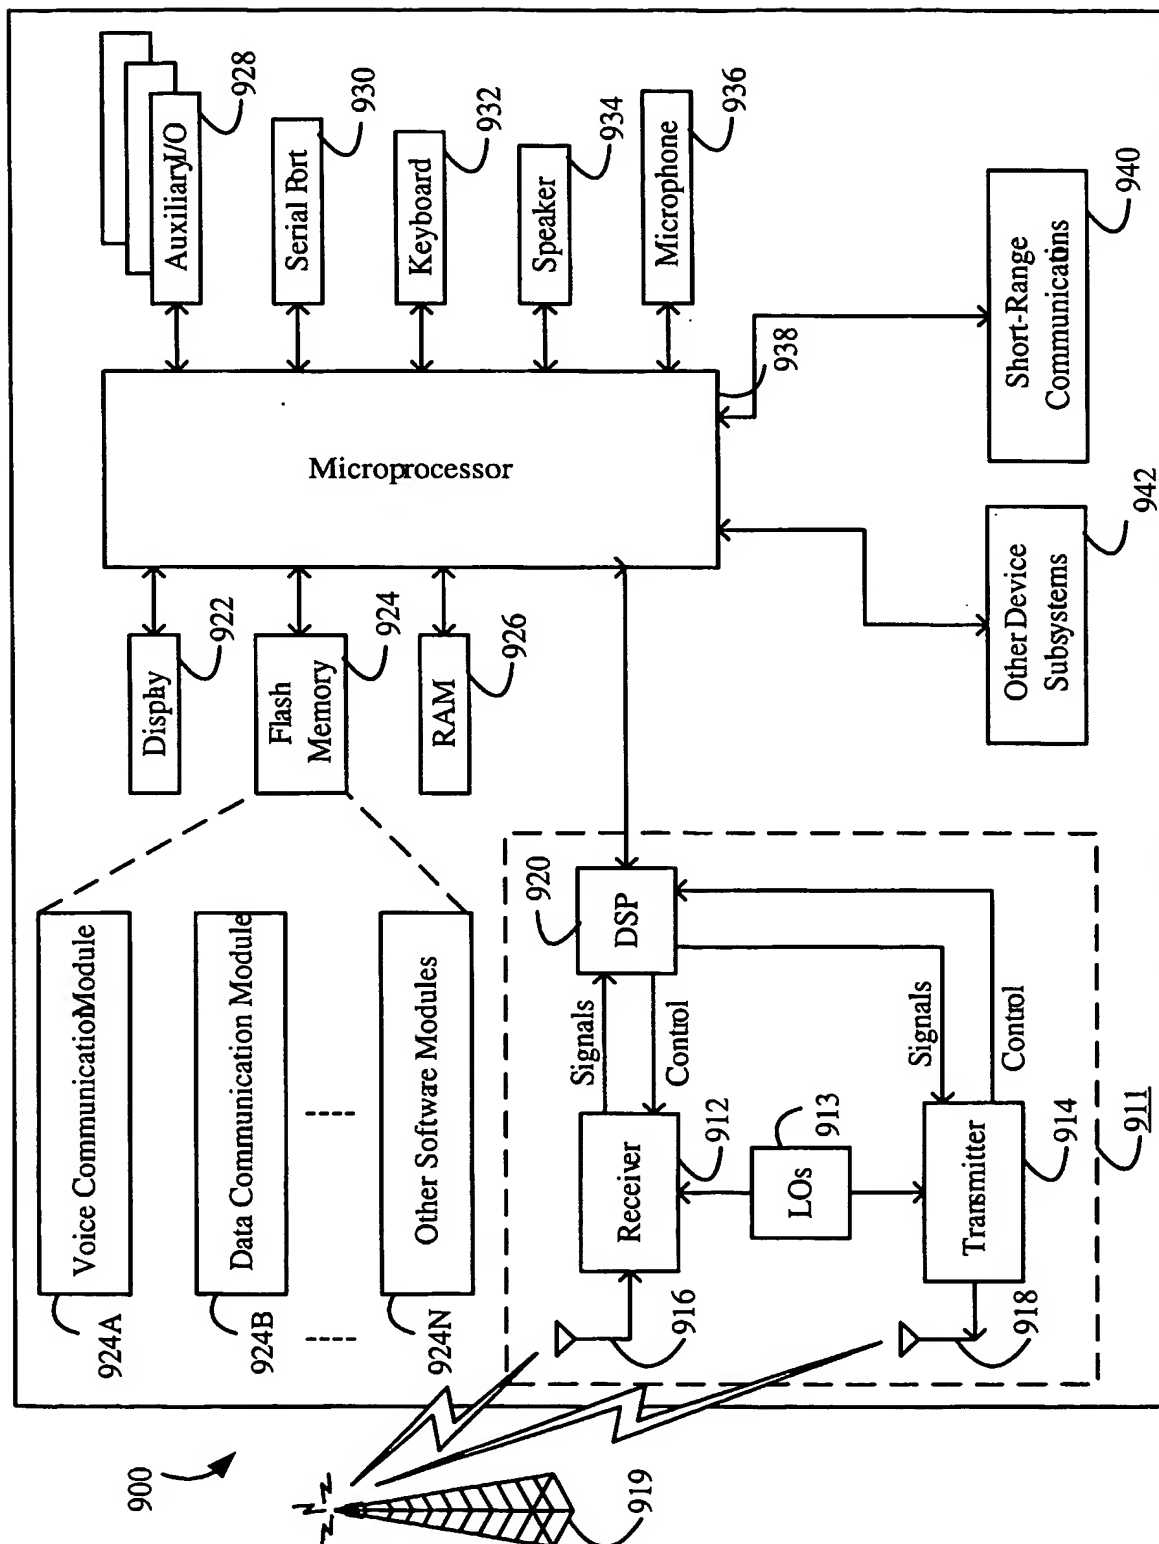 900
919
924A
Voice Communication Module
924B
Data Communication Module
924N
Other Software Modules
Display
922
Flash
Memory
924
RAM
926
Microprocessor
938
Auxiliary I/O
928
Serial Port
930
Keyboard
932
Speaker
934
Microphone
936
Short-Range
Communications
940
Other Device
Subsystems
942
920
DSP
Signals
Control
Receiver
912
916
LOs
913
Signals
Control
Transmitter
914
918
911